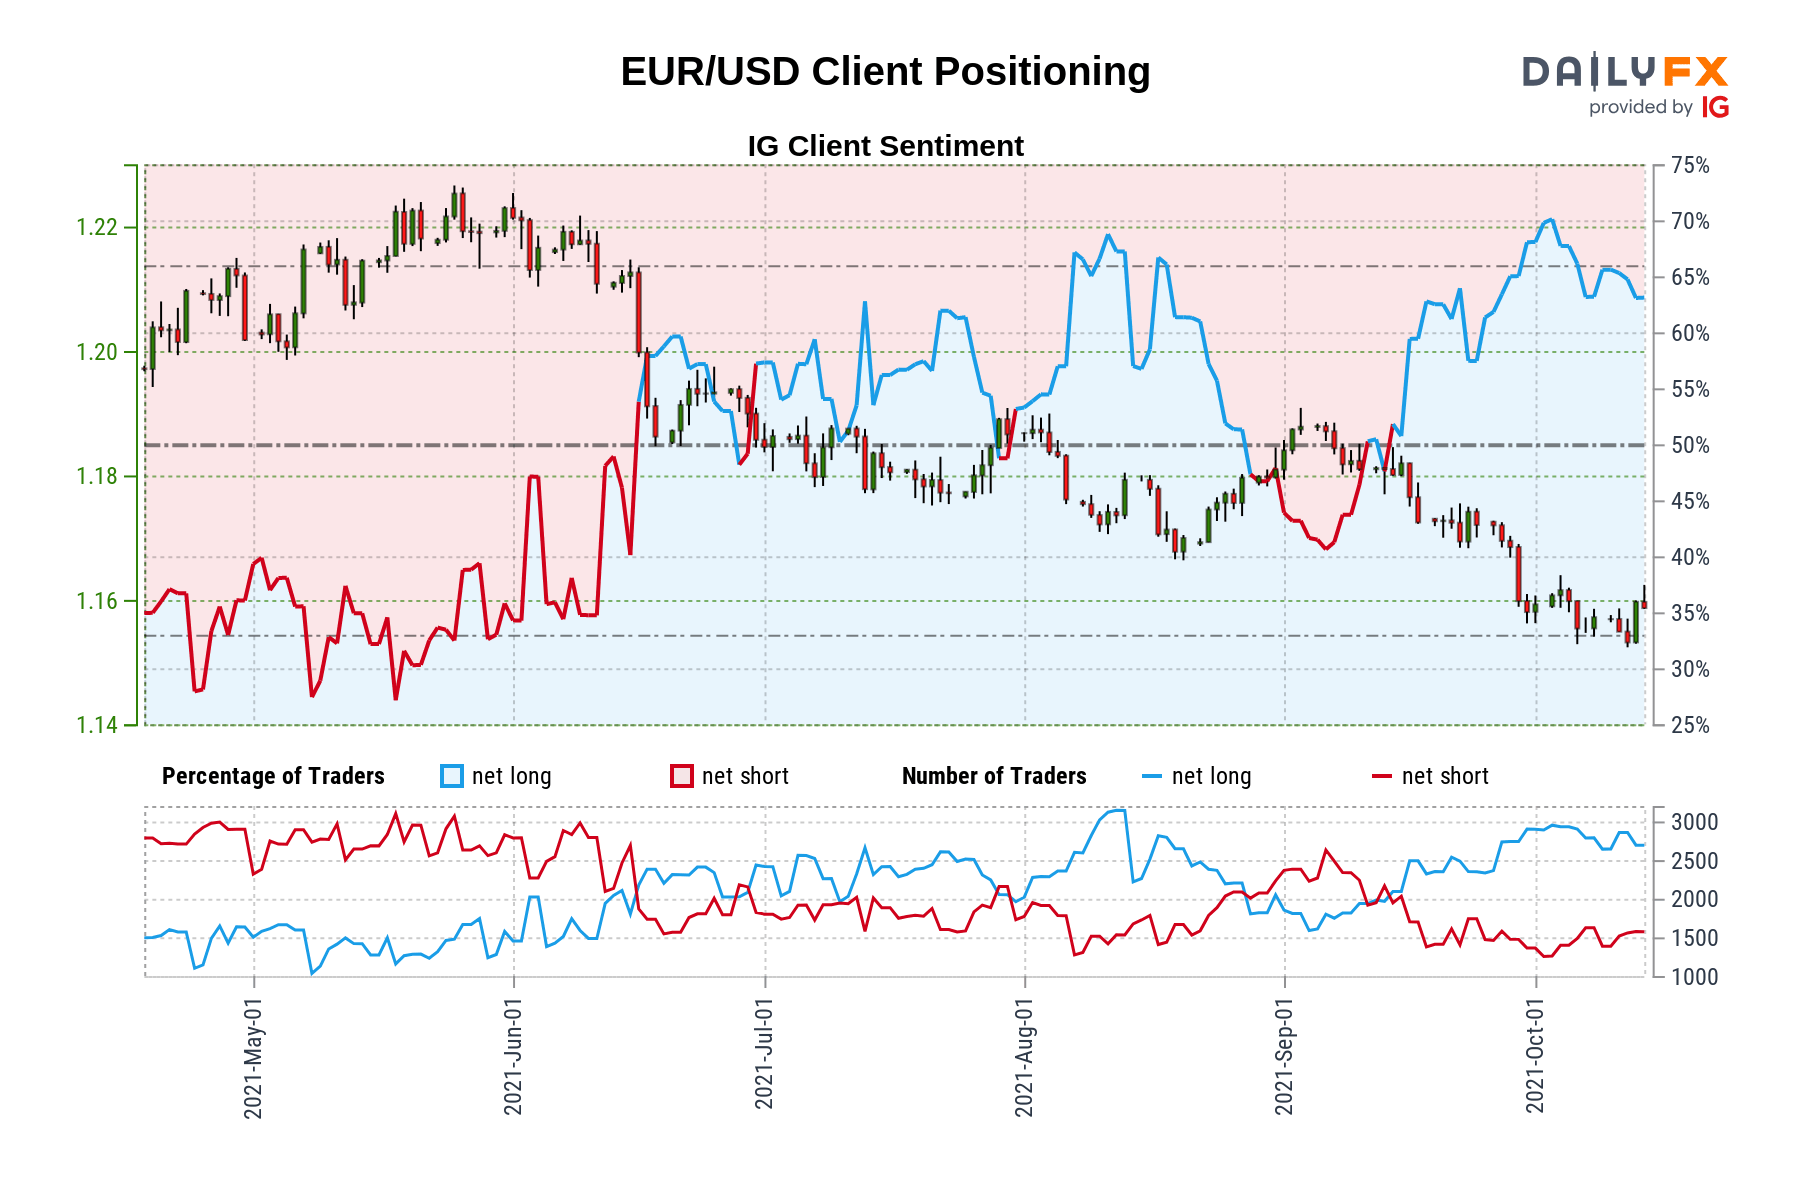 EUR/USD Client Positioning
DAILYFX
provided by IG
IG Client Sentiment
75%
1.22
70%
65%
60%
1.20
55%
50%
1.18
45%
40%
1.16
35%
30%
1.14
25%
Percentage of Traders net long net short Number of Traders net long net short
3000
2500
2000
1500
1000
2021-May-01
2021-Jun-01
2021-Jul-01
2021-Aug-01
2021-Sep-01
2021-Oct-01